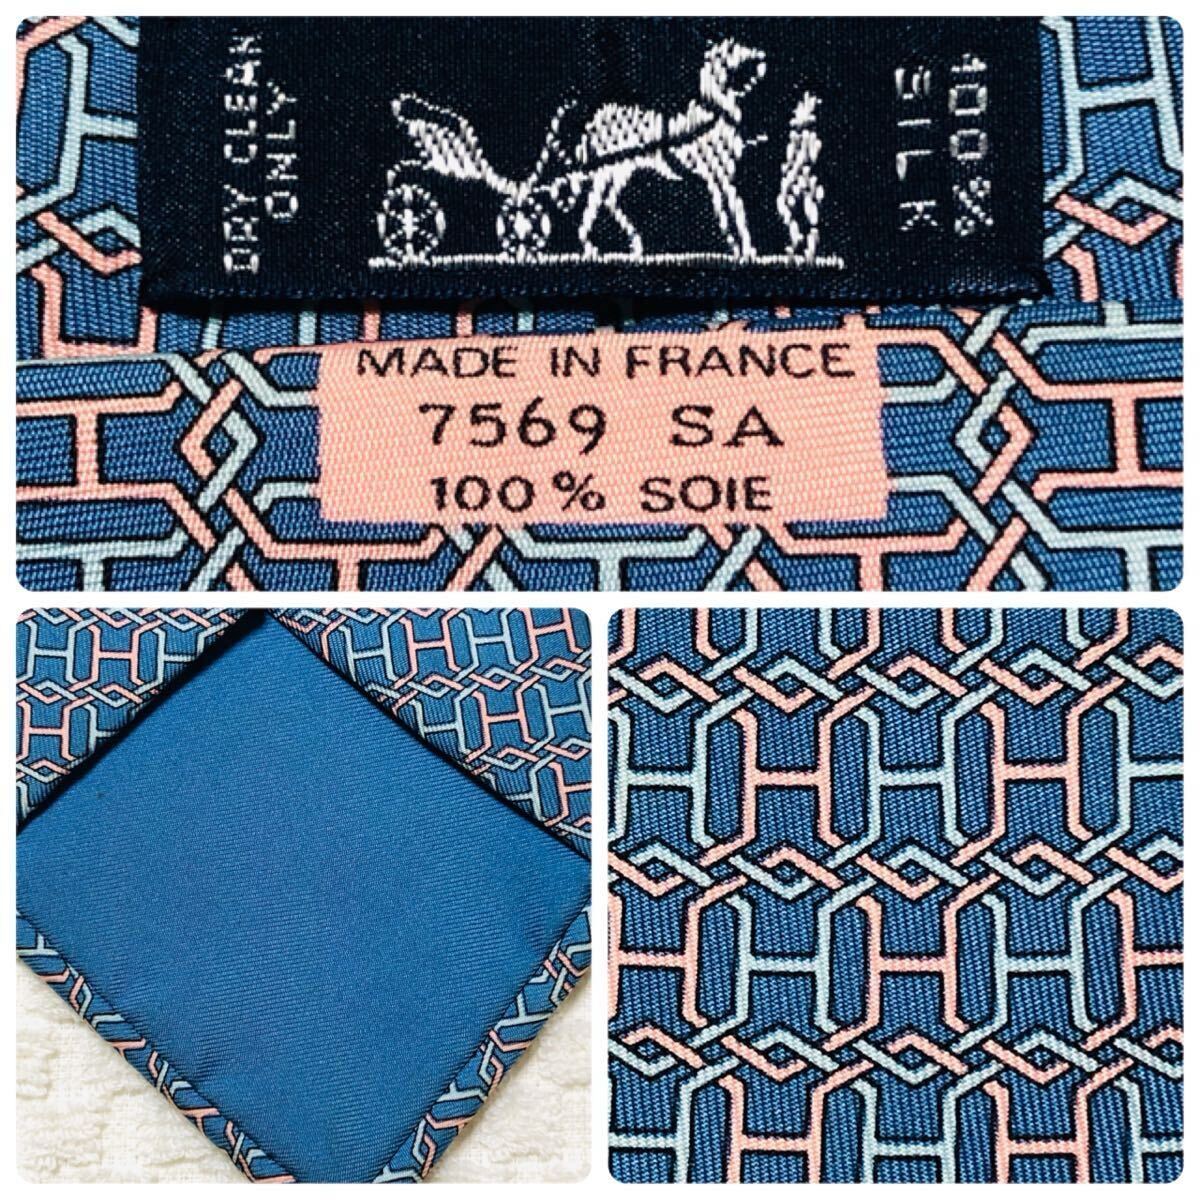 DRY CLEAN
ONLY
100%
SILK
MADE IN FRANCE
7569 SA
100% SOIE